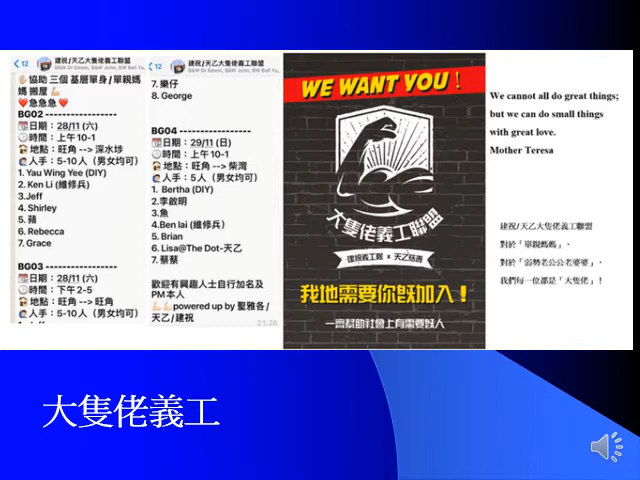 12
建祝/天乙大隻佬義工聯盟
✋🏻協助 三個 基層單身/單親媽
媽 搬屋 💪🏻
❤️急急急❤️
BG02 -----------------
📆日期：28/11 (六)
🕙時間：上午10-1
🏠地點：旺角 --> 深水埗
🙋🏻‍♂️人手：5-10人（男女均可)
1. Yau Wing Yee (DIY)
2. Ken Li (維修兵)
3.Jeff
4. Shirley
5. 蘋
6. Rebecca
7. Grace
BG03 -----------------
📆日期：28/11 (六)
🕑時間：下午2-5
🏠地點：旺角 --> 旺角
🙋🏻‍♂️人手：5-10人（男女均可)
12
建祝/天乙大隻佬義工聯盟
7. 樂仔
8. George
BG04 -----------------
📆日期：29/11 (日)
🕙時間：上午10-1
🏠地點：旺角 --> 柴灣
🙋🏻‍♂️人手：5人（男女均可)
1. Bertha (DIY)
2.李啟明
3.魚
4.Ben lai (維修兵)
5. Brian
6. Lisa@The Dot-天乙
7. 蔡蔡
歡迎有興趣人士自行加名及
PM本人
💪🏻💪🏻powered up by 聖雅各/
天乙/建祝
21:26
WE WANT YOU！
大隻佬義工聯盟
建祝義工團 x 天乙慈善
我地需要你嘅加入！
一齊幫助社會上有需要嘅人
We cannot all do great things;
but we can do small things
with great love.
Mother Teresa
建祝/天乙大隻佬義工聯盟
對於「單親媽媽」、
對於「弱勢老公公老婆婆」、
我們每一位都是「大隻佬」！
大隻佬義工